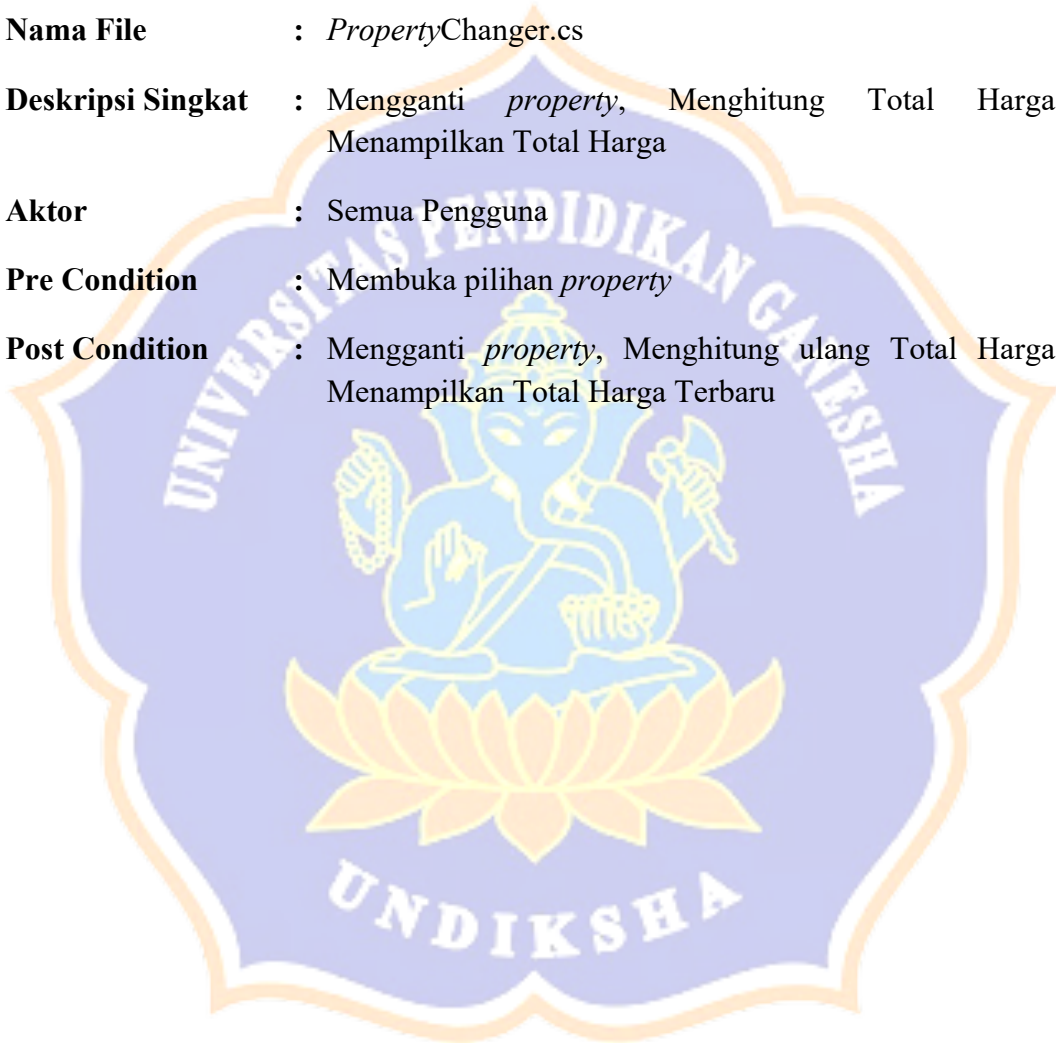 Nama File : PropertyChanger.cs
Deskripsi Singkat : Mengganti property, Menghitung Total Harga
Menampilkan Total Harga
Aktor : Semua Pengguna
Pre Condition : Membuka pilihan property
Post Condition : Mengganti property, Menghitung ulang Total Harga
Menampilkan Total Harga Terbaru
UNIVERSITAS PENDIDIKAN GANESHA
UNDIKSHA